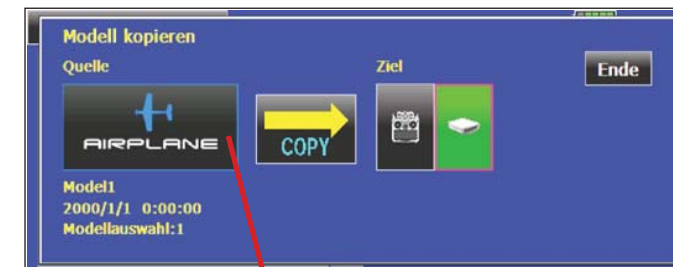 Modell kopieren
Quelle
Ziel
Ende
AIRPLANE
COPY
Model1
2000/1/1 0:00:00
Modellauswahl:1